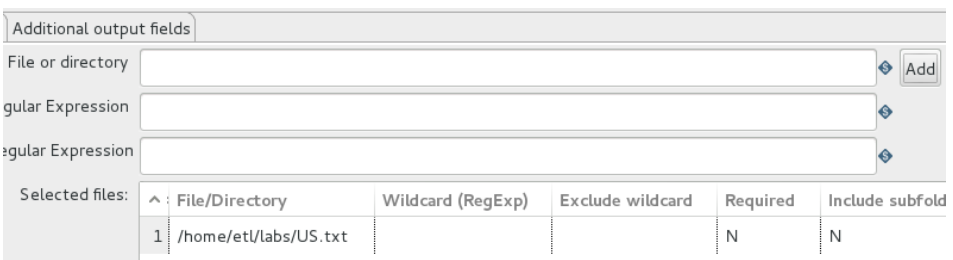 Additional output fields
File or directory Add
gular Expression
egular Expression
Selected files: ^ File/Directory Wildcard (RegExp) Exclude wildcard Required Include subfold
1 /home/etl/labs/US.txt N N